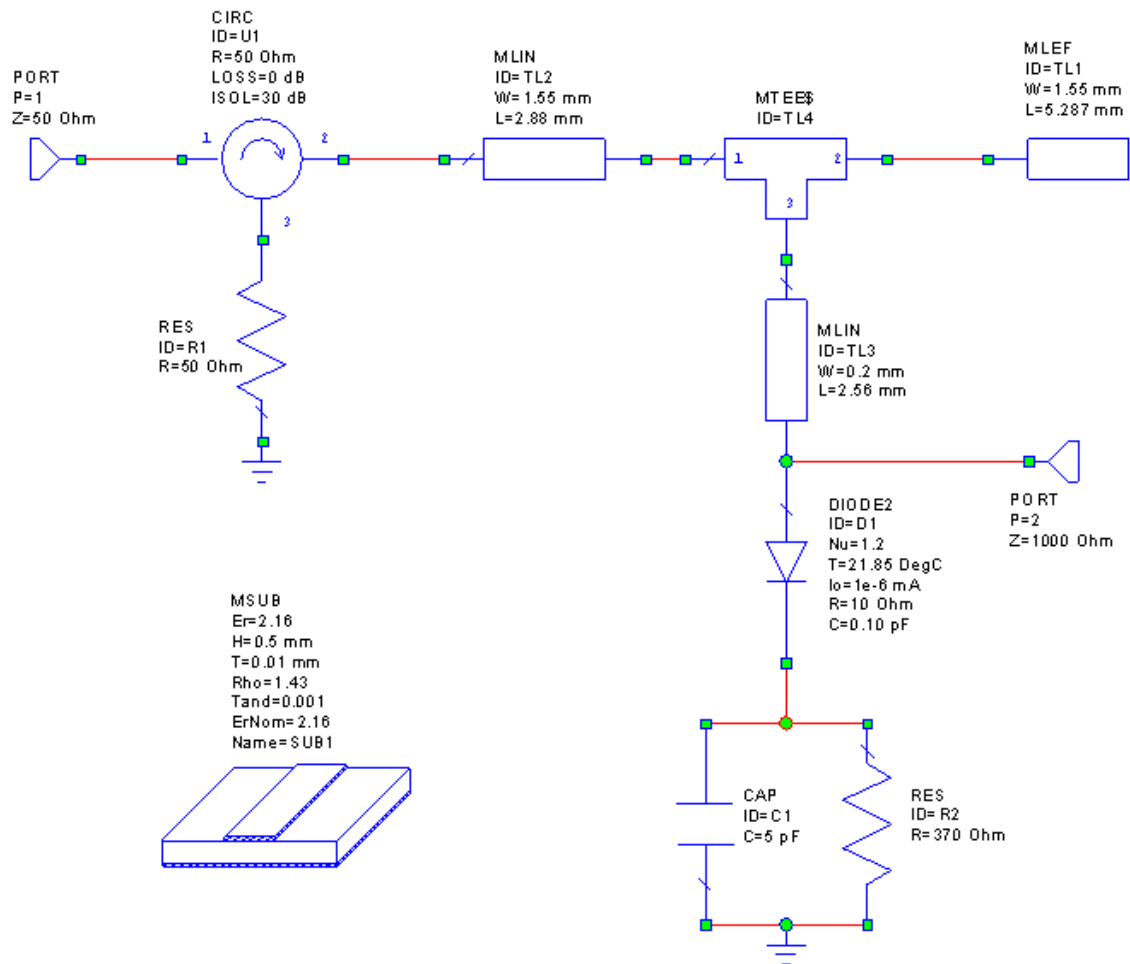 CIRC
ID=U1
R=50 Ohm
LOSS=0 dB
ISOL=30 dB
PORT
P=1
Z=50 Ohm
MLIN
ID=TL2
W=1.55 mm
L=2.88 mm
MTEE$
ID=TL4
MLEF
ID=TL1
W=1.55 mm
L=5.287 mm
1
2
3
1
2
3
RES
ID=R1
R=50 Ohm
MLIN
ID=TL3
W=0.2 mm
L=2.56 mm
PORT
P=2
Z=1000 Ohm
DIODE2
ID=D1
Nu=1.2
T=21.85 DegC
Io=1e-6 mA
R=10 Ohm
C=0.10 pF
MSUB
Er=2.16
H=0.5 mm
T=0.01 mm
Rho=1.43
Tand=0.001
ErNom=2.16
Name=SUB1
CAP
ID=C1
C=5 pF
RES
ID=R2
R=370 Ohm